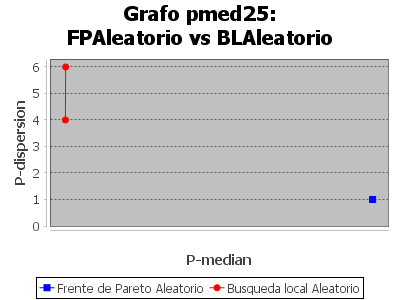 Grafo pmed25:
FPAleatorio vs BLAleatorio
6
5
4
3
2
1
0
P-dispersion
P-median
Frente de Pareto Aleatorio
Busqueda local Aleatorio